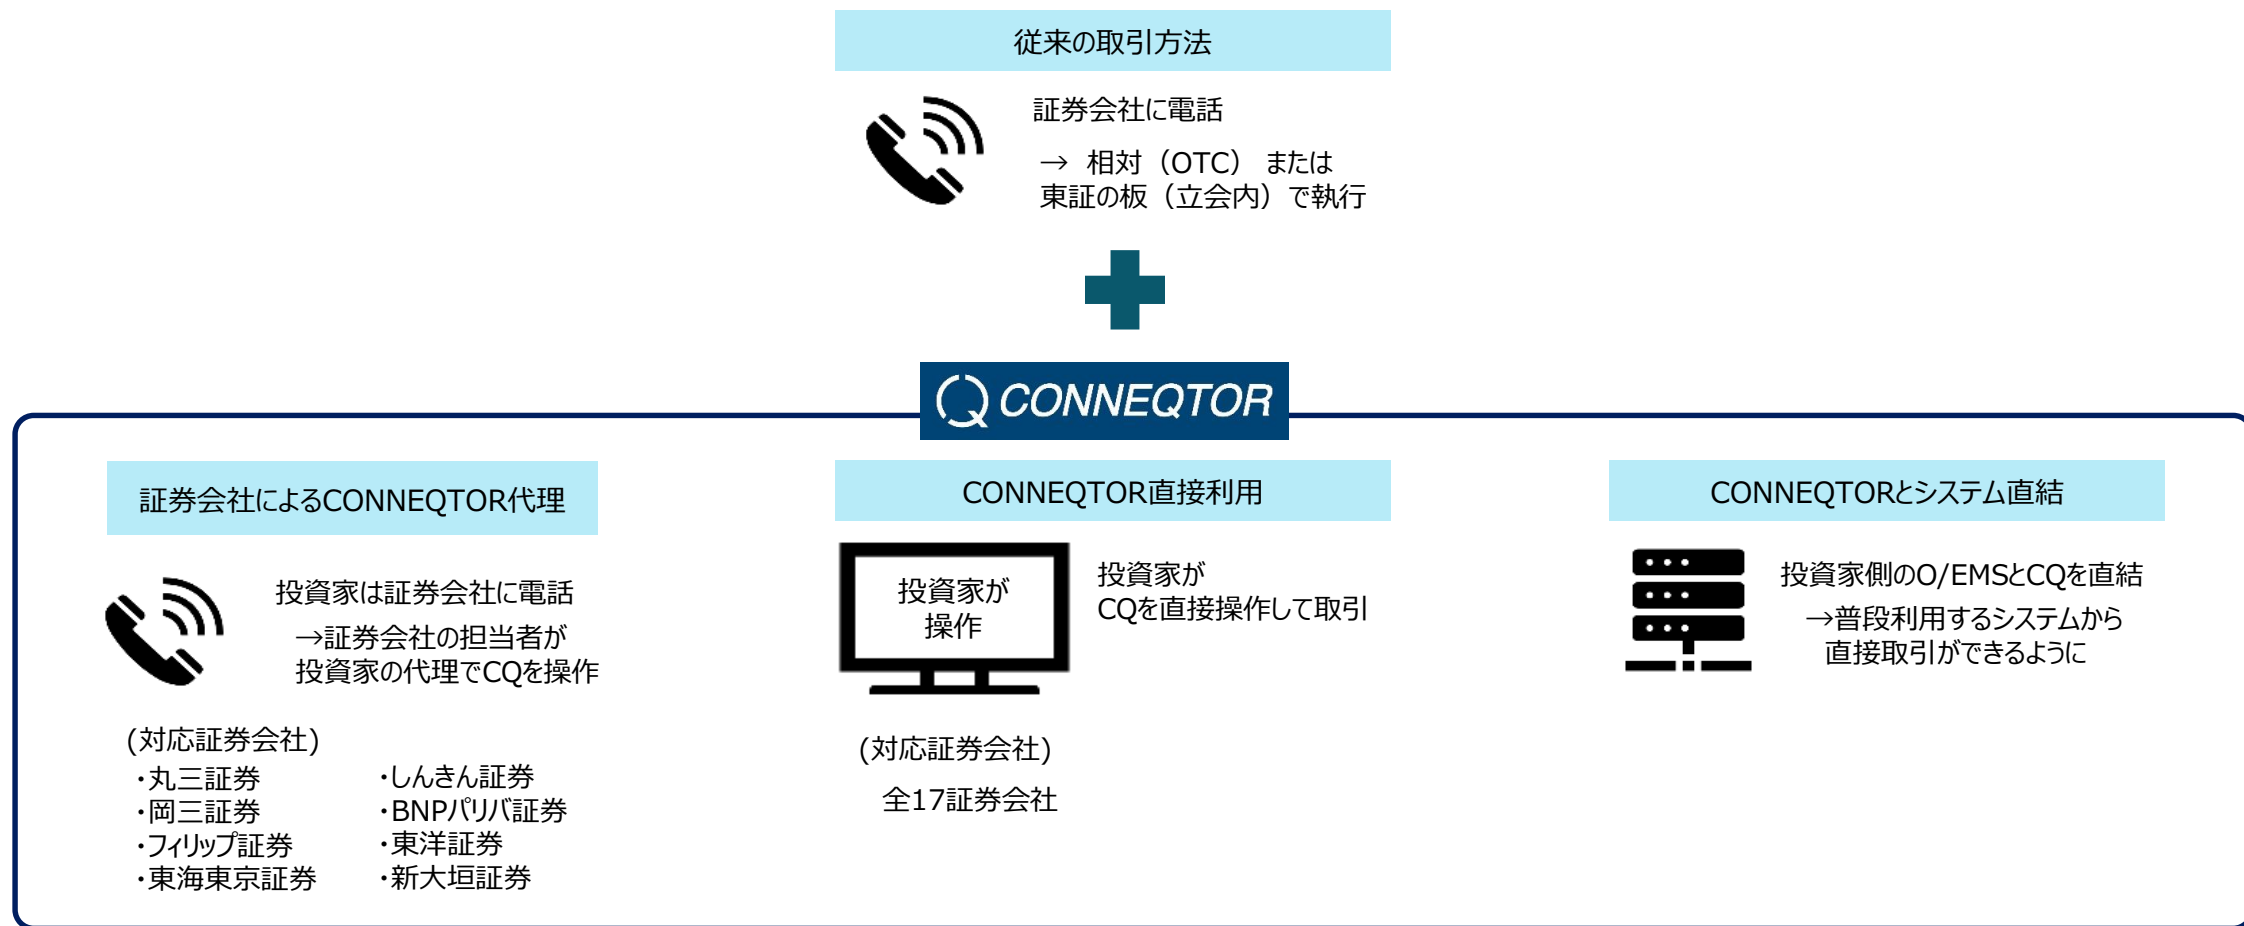 従来の取引方法
証券会社に電話
→ 相対（OTC） または
東証の板（立会内）で執行
CONNEQTOR
証券会社によるCONNEQTOR代理
投資家は証券会社に電話
→証券会社の担当者が
投資家の代理でCQを操作
(対応証券会社)
・丸三証券
・岡三証券
・フィリップ証券
・東海東京証券
・しんきん証券
・BNPパリバ証券
・東洋証券
・新大垣証券
CONNEQTOR直接利用
投資家が
操作
投資家が
CQを直接操作して取引
(対応証券会社)
全17証券会社
CONNEQTORとシステム直結
投資家側のO/EMSとCQを直結
→普段利用するシステムから
直接取引ができるように